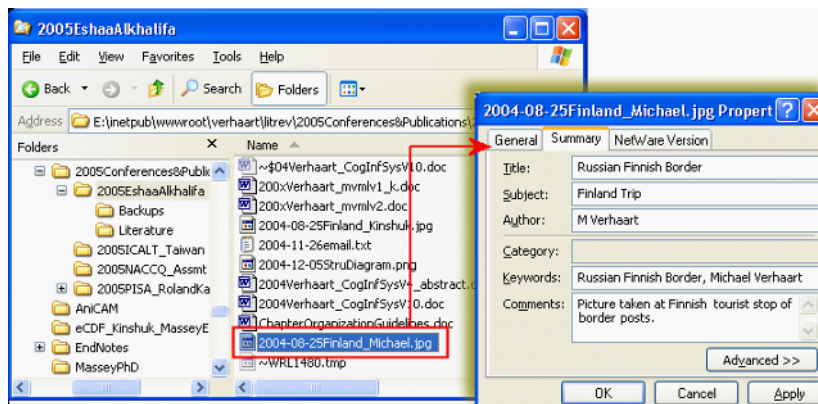 2005EshaaAlkhalifa
File Edit View Favorites Tools Help
Back Search Folders
Address E:\inetpub\wwwroot\verhaart\litrev\2005Conferences&Publications\
Folders X
2005Conferences&Public
2005EshaaAlkhalifa
Backups
Literature
2005ICALT_Taiwan
2005NACCQ_Assmt
2005PISA_RolandKa
AniCAM
eCDF_Kinshuk_MasseyE
EndNotes
MasseyPhD
Name
~$04Verhaart_CogInfSysV10.doc
200xVerhaart_mvmlv1_k.doc
200xVerhaart_mvmlv2.doc
2004-08-25Finland_Kinshuk.jpg
2004-11-26email.txt
2004-12-05StruDiagram.png
2004Verhaart_CogInfSysV4_abstract.
2004Verhaart_CogInfSysV10.doc
ChapterOrganizationGuidelines.doc
2004-08-25Finland_Michael.jpg
~WRL1480.tmp
2004-08-25Finland_Michael.jpg Propert
General Summary NetWare Version
Title: Russian Finnish Border
Subject: Finland Trip
Author: M Verhaart
Category:
Keywords: Russian Finnish Border, Michael Verhaart
Comments: Picture taken at Finnish tourist stop of
border posts.
Advanced >>
OK Cancel Apply